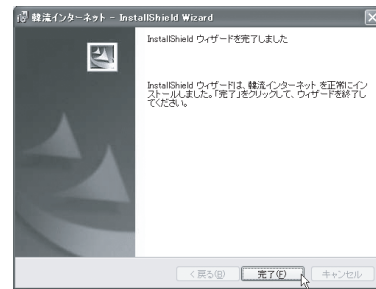 韓流インターネット - InstallShield Wizard
InstallShield ウィザードを完了しました
InstallShield ウィザードは、韓流インターネット を正常にイン
ストールしました。「完了」をクリックして、ウィザードを終了し
てください。
< 戻る(B) 完了(F) キャンセル